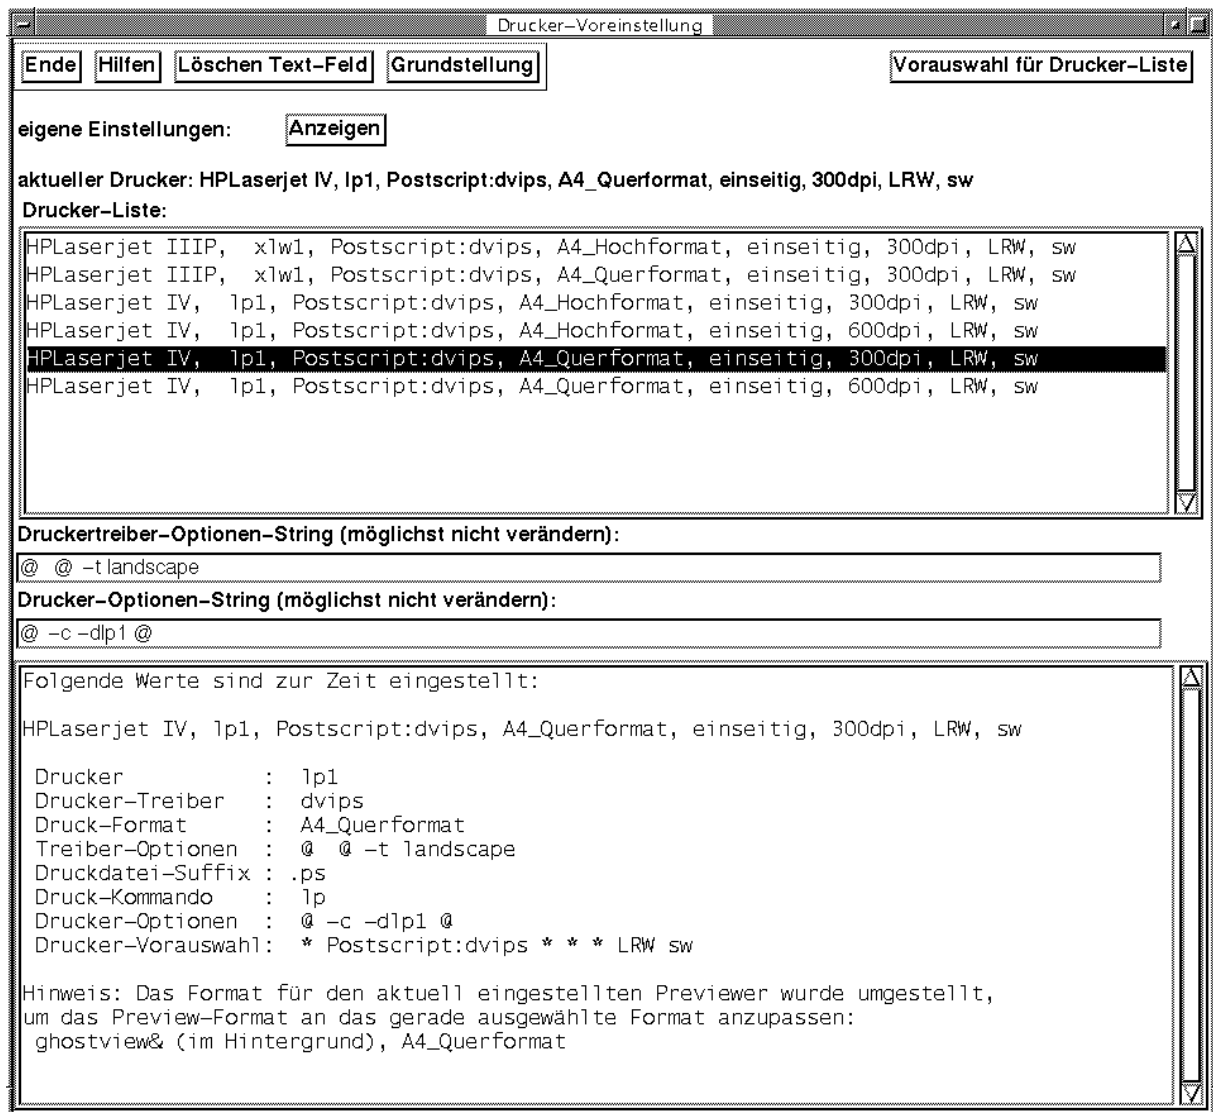 Drucker–Voreinstellung
Ende Hilfen Löschen Text–Feld Grundstellung Vorauswahl für Drucker–Liste
eigene Einstellungen: Anzeigen
aktueller Drucker: HPLaserjet IV, lp1, Postscript:dvips, A4_Querformat, einseitig, 300dpi, LRW, sw
Drucker–Liste:
HPLaserjet IIIP,  xlw1, Postscript:dvips, A4_Hochformat, einseitig, 300dpi, LRW, sw
HPLaserjet IIIP,  xlw1, Postscript:dvips, A4_Querformat, einseitig, 300dpi, LRW, sw
HPLaserjet IV,  lp1, Postscript:dvips, A4_Hochformat, einseitig, 300dpi, LRW, sw
HPLaserjet IV,  lp1, Postscript:dvips, A4_Hochformat, einseitig, 600dpi, LRW, sw
HPLaserjet IV,  lp1, Postscript:dvips, A4_Querformat, einseitig, 300dpi, LRW, sw
HPLaserjet IV,  lp1, Postscript:dvips, A4_Querformat, einseitig, 600dpi, LRW, sw
Druckertreiber–Optionen–String (möglichst nicht verändern):
@  @ –t landscape
Drucker–Optionen–String (möglichst nicht verändern):
@ –c –dlp1 @
Folgende Werte sind zur Zeit eingestellt:
HPLaserjet IV, lp1, Postscript:dvips, A4_Querformat, einseitig, 300dpi, LRW, sw
Drucker           :  lp1
Drucker–Treiber   :  dvips
Druck–Format      :  A4_Querformat
Treiber–Optionen  :  @  @ –t landscape
Druckdatei–Suffix : .ps
Druck–Kommando    :  lp
Drucker–Optionen  :  @ –c –dlp1 @
Drucker–Vorauswahl:  * Postscript:dvips * * * LRW sw
Hinweis: Das Format für den aktuell eingestellten Previewer wurde umgestellt,
um das Preview–Format an das gerade ausgewählte Format anzupassen:
ghostview& (im Hintergrund), A4_Querformat